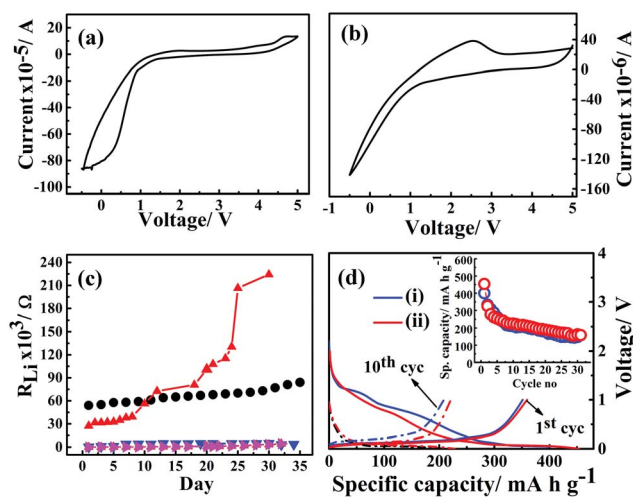 (a)
Current x10-5/ A
20
0
-20
-40
-60
-80
-100
0 1 2 3 4 5
Voltage/ V
(b)
Current x10-6/ A
40
0
-40
-80
-120
-160
-1 0 1 2 3 4 5
Voltage/ V
(c)
RLi x10³/ Ω
240
210
180
150
120
90
60
30
0
0 5 10 15 20 25 30 35
Day
(d)
(i)
(ii)
10th cyc
1st cyc
Sp. capacity/ mA h g-1
600
500
400
300
200
100
0
0 5 10 15 20 25 30
Cycle no
Voltage/ V
4
3
2
1
0
0 100 200 300 400
Specific capacity/ mA h g-1